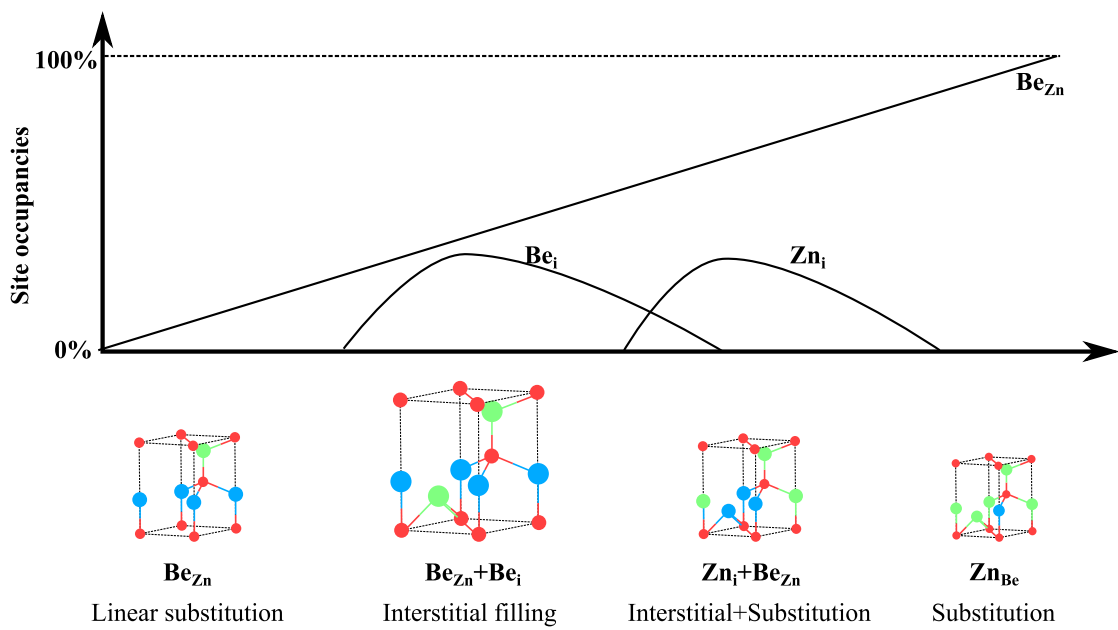 100%
Be_Zn
Site occupancies
Be_i
Zn_i
0%
Be_Zn
Be_Zn+Be_i
Zn_i+Be_Zn
Zn_Be
Linear substitution
Interstitial filling
Interstitial+Substitution
Substitution